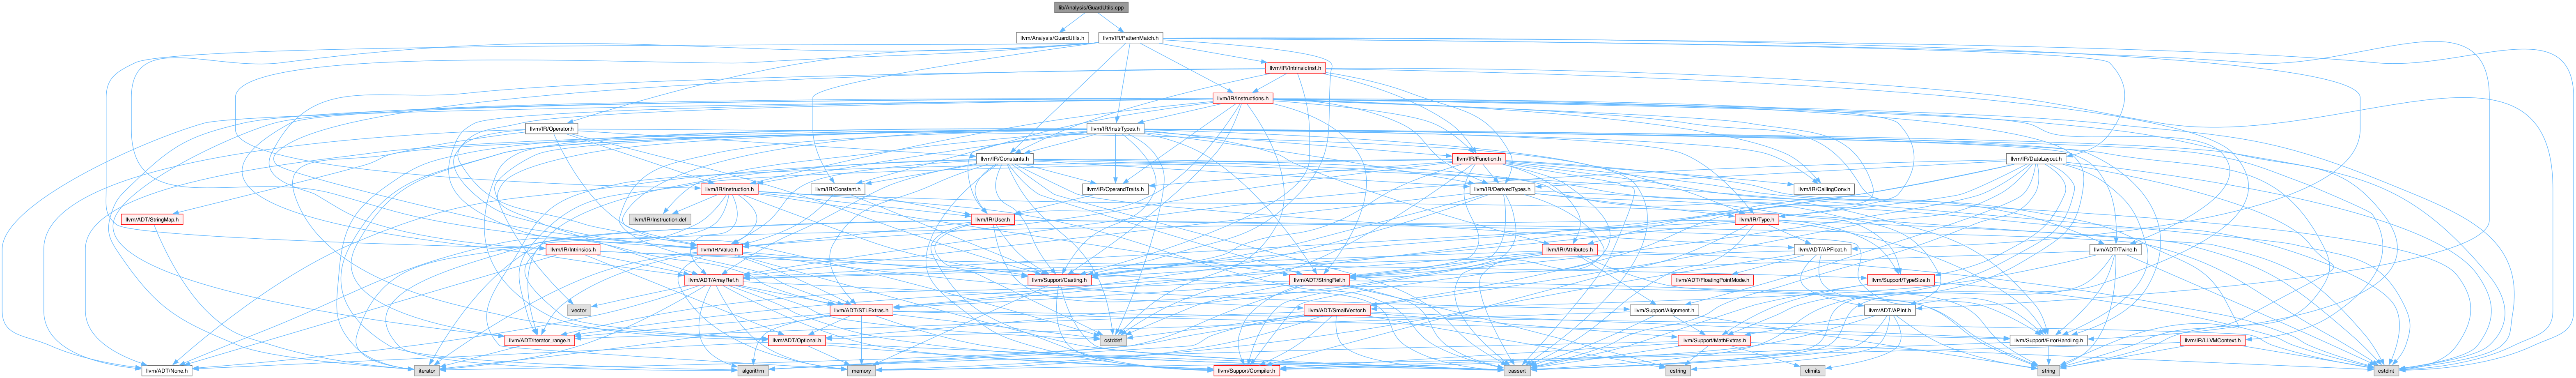 lib/Analysis/GuardUtils.cpp
llvm/Analysis/GuardUtils.h
llvm/IR/PatternMatch.h
llvm/IR/IntrinsicInst.h
llvm/IR/Instructions.h
llvm/IR/Operator.h
llvm/IR/InstrTypes.h
llvm/IR/Constants.h
llvm/IR/Function.h
llvm/IR/DataLayout.h
llvm/IR/Instruction.h
llvm/IR/Constant.h
llvm/IR/OperandTraits.h
llvm/IR/DerivedTypes.h
llvm/IR/CallingConv.h
llvm/ADT/StringMap.h
llvm/IR/Instruction.def
llvm/IR/User.h
llvm/IR/Type.h
llvm/IR/Intrinsics.h
llvm/IR/Value.h
llvm/IR/Attributes.h
llvm/ADT/APFloat.h
llvm/ADT/Twine.h
llvm/ADT/ArrayRef.h
llvm/Support/Casting.h
llvm/ADT/StringRef.h
llvm/ADT/FloatingPointMode.h
llvm/Support/TypeSize.h
vector
llvm/ADT/STLExtras.h
llvm/ADT/SmallVector.h
llvm/Support/Alignment.h
llvm/ADT/APInt.h
llvm/ADT/iterator_range.h
llvm/ADT/Optional.h
cstddef
llvm/Support/MathExtras.h
llvm/Support/ErrorHandling.h
llvm/IR/LLVMContext.h
llvm/ADT/None.h
iterator
algorithm
memory
llvm/Support/Compiler.h
cassert
cstring
climits
string
cstdint